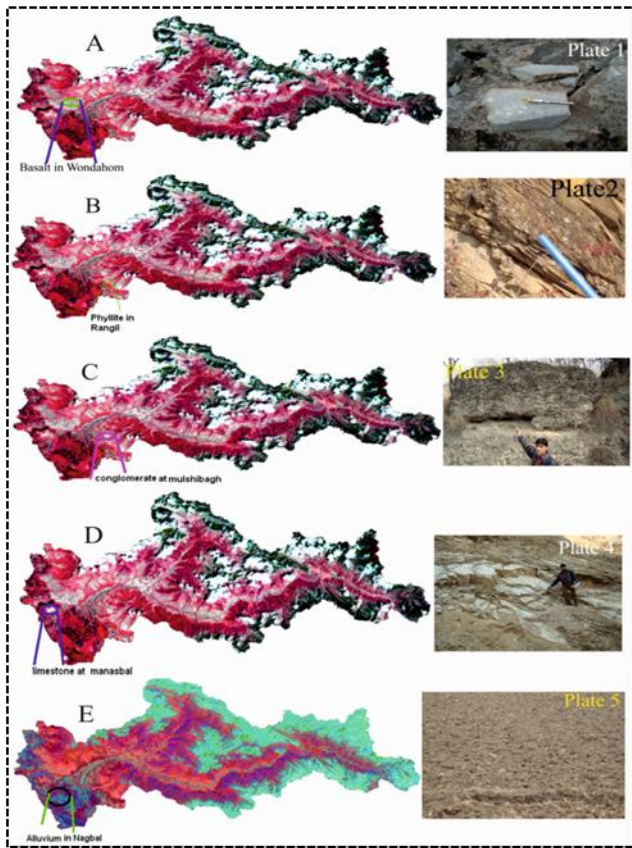 A
Plate 1
Basalt in Wondahom
B
Plate2
Phyllite in
Rangil
C
Plate 3
conglomerate at mulshibagh
D
Plate 4
limestone at manasbal
E
Plate 5
Alluvium in Nagbal